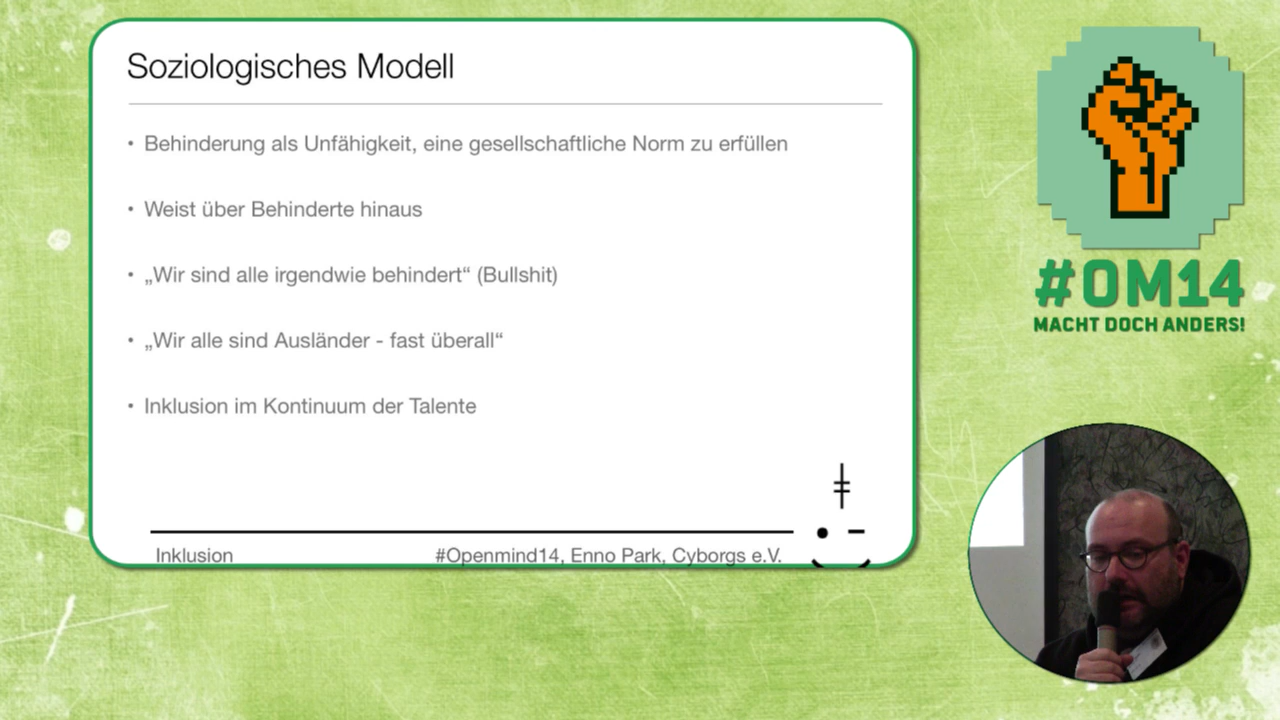 Soziologisches Modell
• Behinderung als Unfähigkeit, eine gesellschaftliche Norm zu erfüllen
• Weist über Behinderte hinaus
• „Wir sind alle irgendwie behindert“ (Bullshit)
• „Wir alle sind Ausländer - fast überall“
• Inklusion im Kontinuum der Talente
Inklusion
#Openmind14, Enno Park, Cyborgs e.V.
#OM14
MACHT DOCH ANDERS!